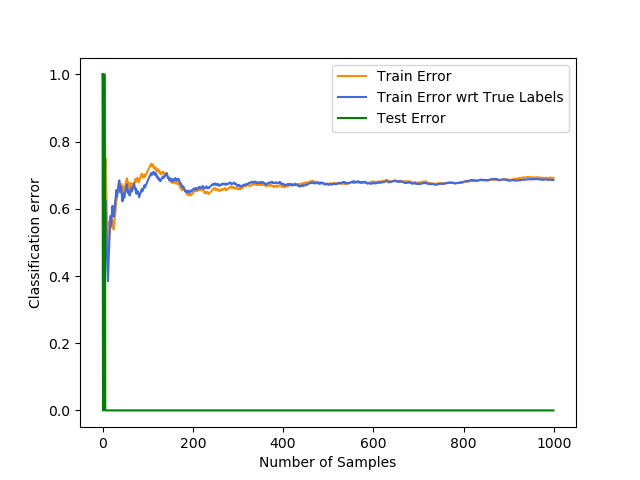 Train Error
Train Error wrt True Labels
Test Error
1.0
0.8
0.6
0.4
0.2
0.0
Classification error
0 200 400 600 800 1000
Number of Samples